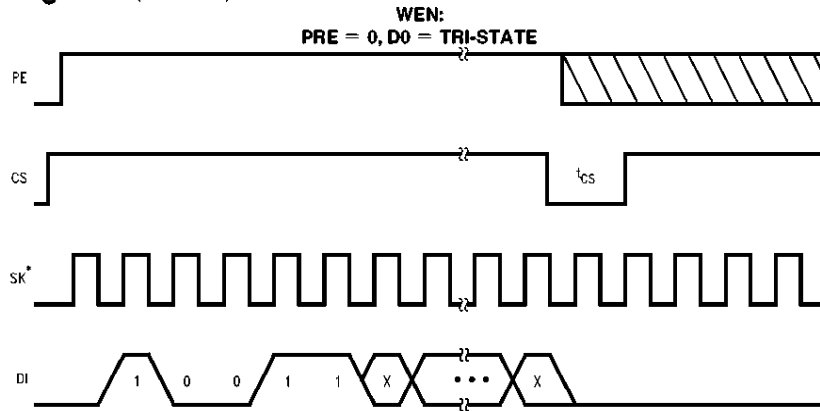 WEN:
PRE = 0, D0 = TRI-STATE
PE
CS
tCS
SK*
DI
1 0 0 1 1 X ••• X